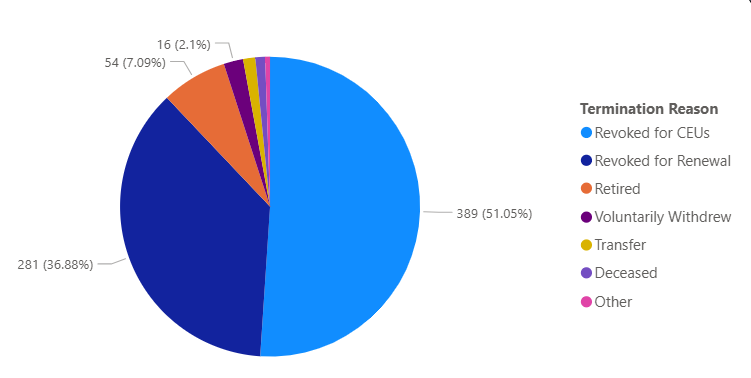 16 (2.1%)
54 (7.09%)
389 (51.05%)
281 (36.88%)
Termination Reason
Revoked for CEUs
Revoked for Renewal
Retired
Voluntarily Withdrew
Transfer
Deceased
Other